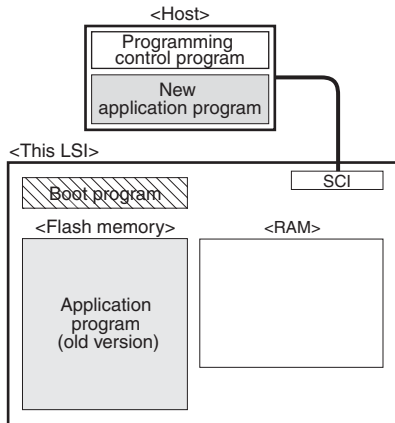 <Host>
Programming
control program
New
application program
<This LSI>
SCI
Boot program
<Flash memory>
<RAM>
Application
program
(old version)